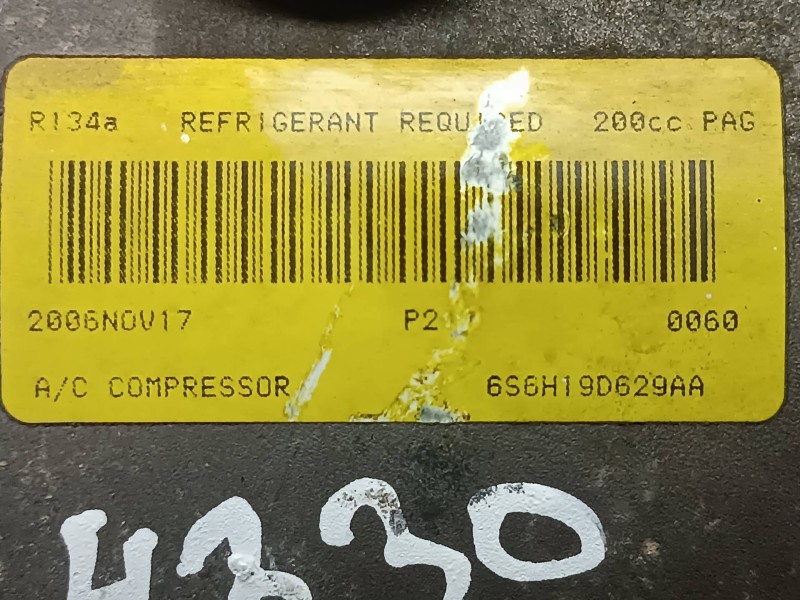 R134a REFRIGERANT REQUIRED 200cc PAG
2006NOV17 P2 0060
A/C COMPRESSOR 6S6H19D629AA
4330